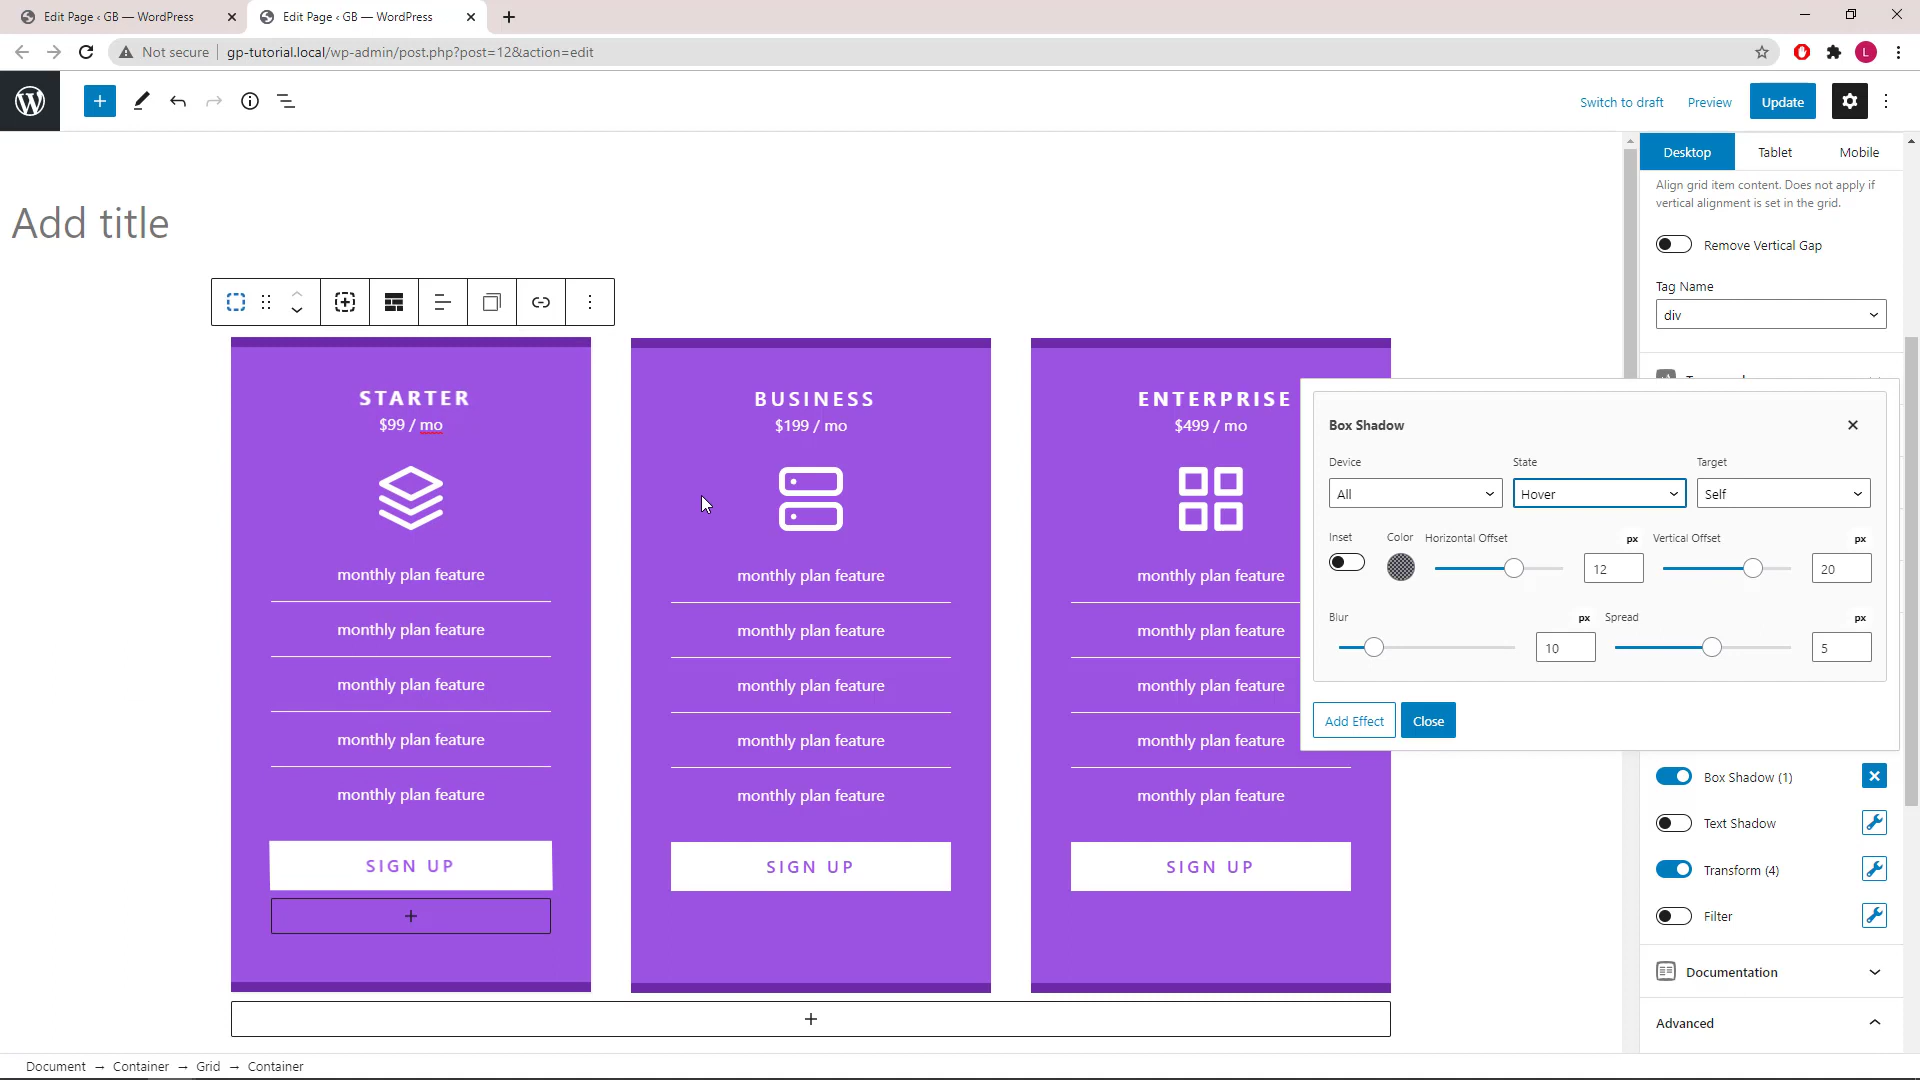 Edit Page ‹ GB — WordPress
Edit Page ‹ GB — WordPress
Not secure
gp-tutorial.local/wp-admin/post.php?post=12&action=edit
L
Switch to draft
Preview
Update
Desktop
Tablet
Mobile
Align grid item content. Does not apply if
vertical alignment is set in the grid.
Remove Vertical Gap
Tag Name
div
Add title
STARTER
$99 / mo
monthly plan feature
monthly plan feature
monthly plan feature
monthly plan feature
monthly plan feature
SIGN UP
BUSINESS
$199 / mo
monthly plan feature
monthly plan feature
monthly plan feature
monthly plan feature
monthly plan feature
SIGN UP
ENTERPRISE
$499 / mo
monthly plan feature
monthly plan feature
monthly plan feature
monthly plan feature
monthly plan feature
SIGN UP
Box Shadow
Device
State
Target
All
Hover
Self
Inset
Color
Horizontal Offset
px
Vertical Offset
px
12
20
Blur
px
Spread
px
10
5
Add Effect
Close
Box Shadow (1)
Text Shadow
Transform (4)
Filter
Documentation
Advanced
Document → Container → Grid → Container